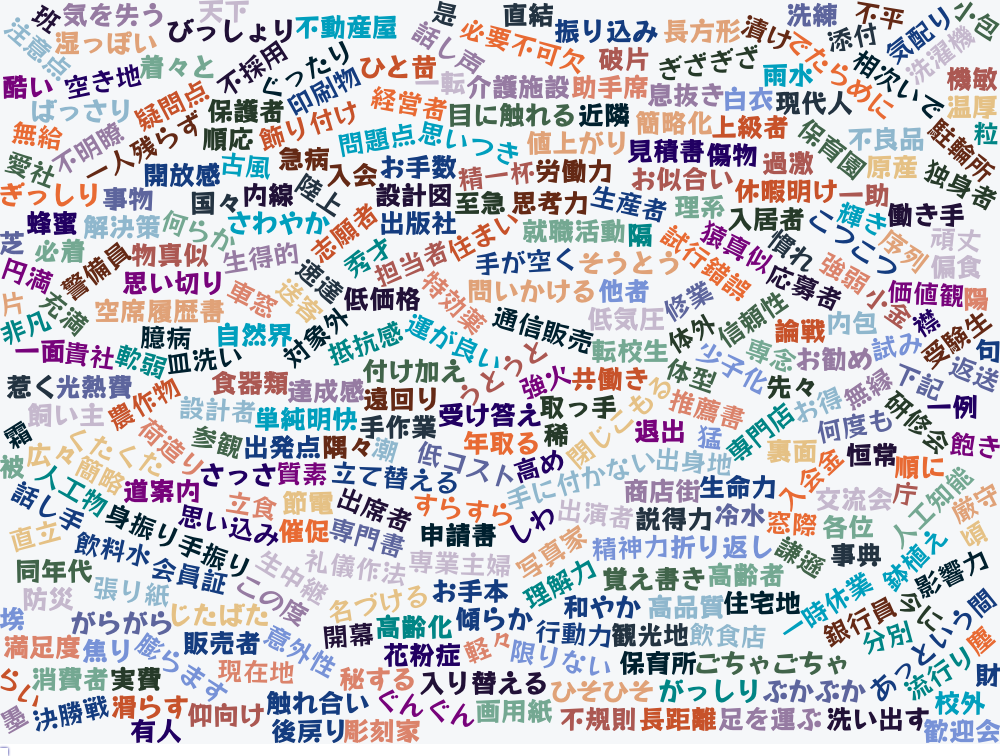 班
気を失う
天下
びっしょり
不動産屋
是
直結
振り込み
長方形
洗練
不平
小包
注意点
湿っぽい
話し声
必要不可欠
破片
ぎざぎざ
漬け
でたらめに
添付
気配り
洗濯機
酷い
空き地
着々と
不採用
ぐったり
印刷物
ひと昔
一転
介護施設
助手席
息抜き
白衣
雨水
現代人
相次いで
機敏
温厚
ばっさり
疑問点
保護者
経営者
目に触れる
近隣
簡略化
上級者
保育園
不良品
駐輪所
粒
無給
不明瞭
一人残らず
順応
飾り付け
問題点
思いつき
値上がり
見積書
傷物
過激
原産
独身者
愛社
開放感
古風
急病
入会
お手数
精一杯
労働力
お似合い
休暇明け
一助
ぎっしり
事物
国々
内線
陸上
設計図
至急
思考力
生産者
理系
入居者
こつこつ
輝き
働き手
蜂蜜
解決策
何らか
さわやか
志願者
出版社
住まい
就職活動
隔
試行錯誤
猿真似
憧れ
序列
頑丈
芝
必着
警備員
物真似
生得的
秀才
担当者
手が空く
そうとう
応募者
強弱
偏食
円満
思い切り
速達
低価格
特効薬
問いかける
他者
修業
小金
価値観
陽
片
充満
空席
履歴書
車窓
送客
対象外
通信販売
低気圧
体外
信頼性
論戦
内包
襟
受験生
非凡
臆病
自然界
抵抗感
運が良い
転校生
少子化
専念
お勧め
試み
句
一面
貴社
軟弱
皿洗い
付け加え
うとうと
強火
共働き
体型
先々
無縁
下記
返送
惹く
光熱費
農作物
食器類
達成感
遠回り
取っ手
閉じこもる
推薦書
専門店
お得
研修会
一例
飼い主
設計者
単純明快
手作業
受け答え
何度も
霜
くたくた
荷造り
参観
出発点
隅々
潮
低コスト
年取る
稀
退出
猛
裏面
恒常
飽き
被
広々
簡略
さっさ
質素
立て替える
高め
手に付かない
出身地
入会金
順に
人工物
道案内
立食
節電
出席者
すらすら
商店街
生命力
交流会
庁
人工知能
厳守
話し手
身振り手振り
思い込み
催促
専門書
申請書
しわ
出演者
説得力
冷水
窓際
各位
頃
直立
飲料水
会員証
生中継
礼儀作法
専業主婦
写真家
精神力
折り返し
謙遜
事典
鉢植え
影響力
同年代
張り紙
この度
名づける
お手本
理解力
覚え書き
高齢者
一時休業
今に
あっという間
防災
じたばた
和やか
高品質
住宅地
銀行員
埃
がらがら
開幕
高齢化
傾らか
行動力
観光地
飲食店
分別
塵
満足度
焦り
膨らます
販売者
意外性
花粉症
軽々
限りない
保育所
ごちゃごちゃ
流行り
財
らい
消費者
実費
現在地
秘する
入り替える
ひそひそ
がっしり
ぷかぷか
校外
墨
決勝戦
滑らす
仰向け
触れ合い
ぐんぐん
画用紙
不規則
長距離
足を運ぶ
洗い出す
有人
後戻り
彫刻家
歓迎会